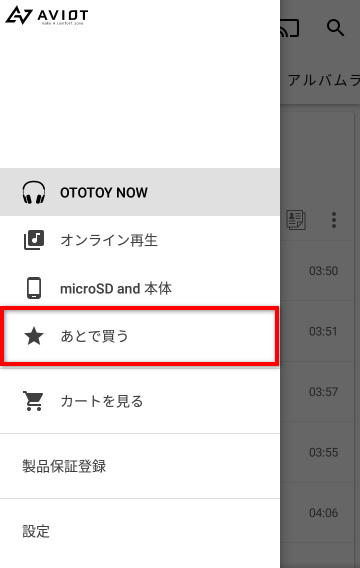 AVIOT
make a comfort zone
アルバムラ
OTOTOY NOW
オンライン再生
03:50
microSD and 本体
03:51
あとで買う
03:57
カートを見る
03:55
製品保証登録
04:06
設定